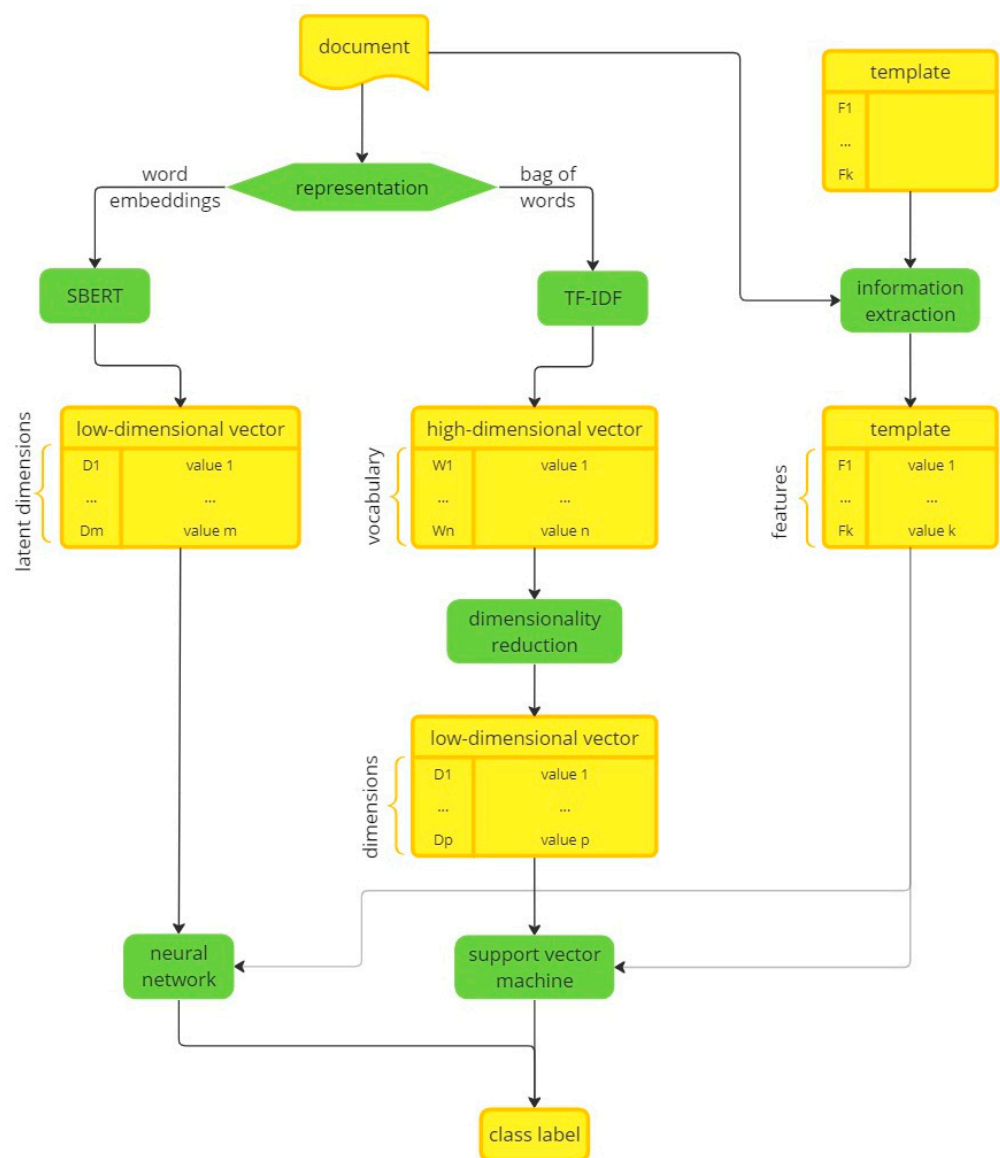 document
template
F1
...
Fk
word
embeddings
representation
bag of
words
SBERT
TF-IDF
information
extraction
latent dimensions
low-dimensional vector
D1 value 1
... ...
Dm value m
vocabulary
high-dimensional vector
W1 value 1
... ...
Wn value n
features
template
F1 value 1
... ...
Fk value k
dimensionality
reduction
dimensions
low-dimensional vector
D1 value 1
... ...
Dp value p
neural
network
support vector
machine
class label